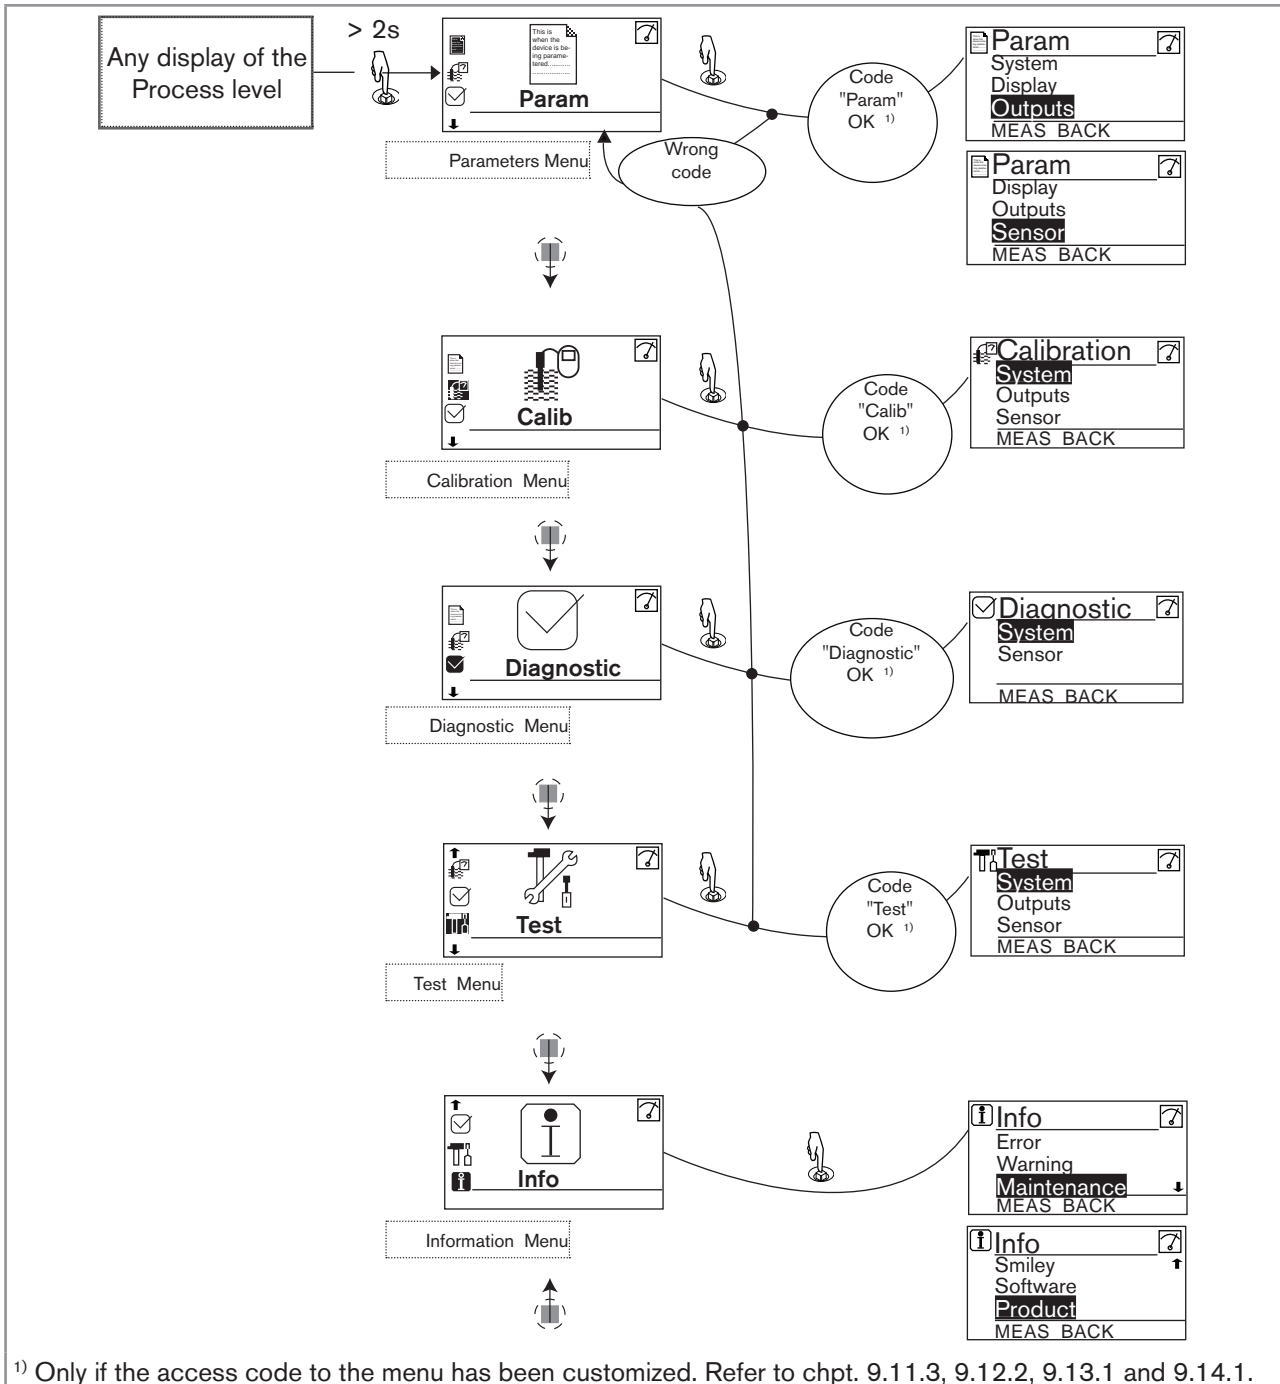 Any display of the
Process level
> 2s
This is
when the
device is be-
ing parame-
tered............
Param
Parameters Menu
Wrong
code
Code
"Param"
OK 1)
Param
System
Display
Outputs
MEAS BACK
Param
Display
Outputs
Sensor
MEAS BACK
Calib
Calibration Menu
Code
"Calib"
OK 1)
Calibration
System
Outputs
Sensor
MEAS BACK
Diagnostic
Diagnostic Menu
Code
"Diagnostic"
OK 1)
Diagnostic
System
Sensor
MEAS BACK
Test
Test Menu
Code
"Test"
OK 1)
Test
System
Outputs
Sensor
MEAS BACK
Info
Information Menu
Info
Error
Warning
Maintenance
MEAS BACK
Info
Smiley
Software
Product
MEAS BACK
1) Only if the access code to the menu has been customized. Refer to chpt. 9.11.3, 9.12.2, 9.13.1 and 9.14.1.